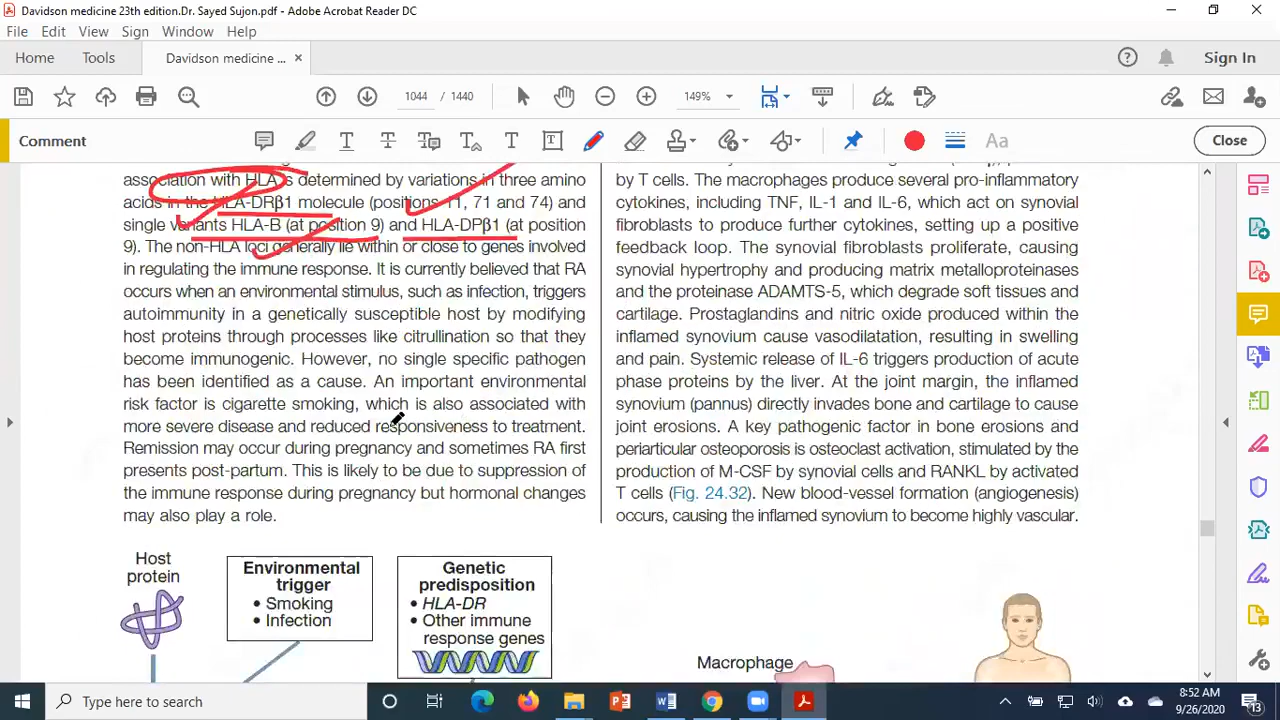 Davidson medicine 23th edition.Dr. Sayed Sujon.pdf - Adobe Acrobat Reader DC
File Edit View Sign Window Help
Home Tools Davidson medicine ... × Sign In
1044 / 1440 149%
Comment Aa Close
association with HLA is determined by variations in three amino
acids in the HLA-DRβ1 molecule (positions 11, 71 and 74) and
single variants HLA-B (at position 9) and HLA-DPβ1 (at position
9). The non-HLA loci generally lie within or close to genes involved
in regulating the immune response. It is currently believed that RA
occurs when an environmental stimulus, such as infection, triggers
autoimmunity in a genetically susceptible host by modifying
host proteins through processes like citrullination so that they
become immunogenic. However, no single specific pathogen
has been identified as a cause. An important environmental
risk factor is cigarette smoking, which is also associated with
more severe disease and reduced responsiveness to treatment.
Remission may occur during pregnancy and sometimes RA first
presents post-partum. This is likely to be due to suppression of
the immune response during pregnancy but hormonal changes
may also play a role.
by T cells. The macrophages produce several pro-inflammatory
cytokines, including TNF, IL-1 and IL-6, which act on synovial
fibroblasts to produce further cytokines, setting up a positive
feedback loop. The synovial fibroblasts proliferate, causing
synovial hypertrophy and producing matrix metalloproteinases
and the proteinase ADAMTS-5, which degrade soft tissues and
cartilage. Prostaglandins and nitric oxide produced within the
inflamed synovium cause vasodilatation, resulting in swelling
and pain. Systemic release of IL-6 triggers production of acute
phase proteins by the liver. At the joint margin, the inflamed
synovium (pannus) directly invades bone and cartilage to cause
joint erosions. A key pathogenic factor in bone erosions and
periarticular osteoporosis is osteoclast activation, stimulated by the
production of M-CSF by synovial cells and RANKL by activated
T cells (Fig. 24.32). New blood-vessel formation (angiogenesis)
occurs, causing the inflamed synovium to become highly vascular.
Host
protein
Environmental
trigger
• Smoking
• Infection
Genetic
predisposition
• HLA-DR
• Other immune
response genes
Macrophage
Type here to search
8:52 AM
9/26/2020
13